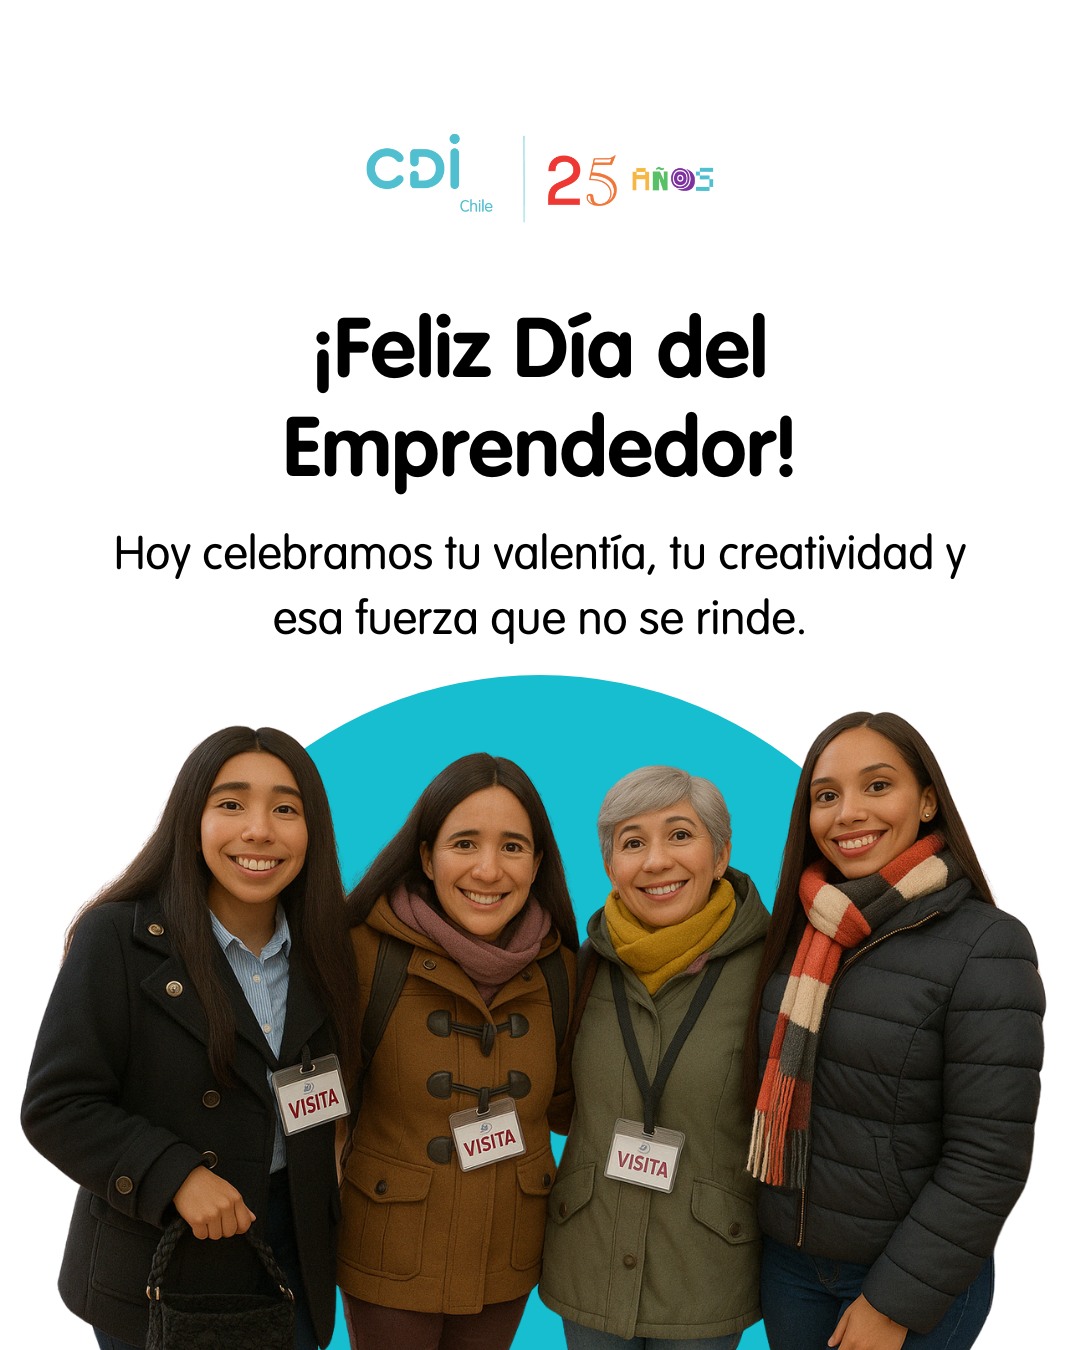 CDI
Chile
25 AÑOS
¡Feliz Día del
Emprendedor!
Hoy celebramos tu valentía, tu creatividad y
esa fuerza que no se rinde.
VISITA
VISITA
VISITA